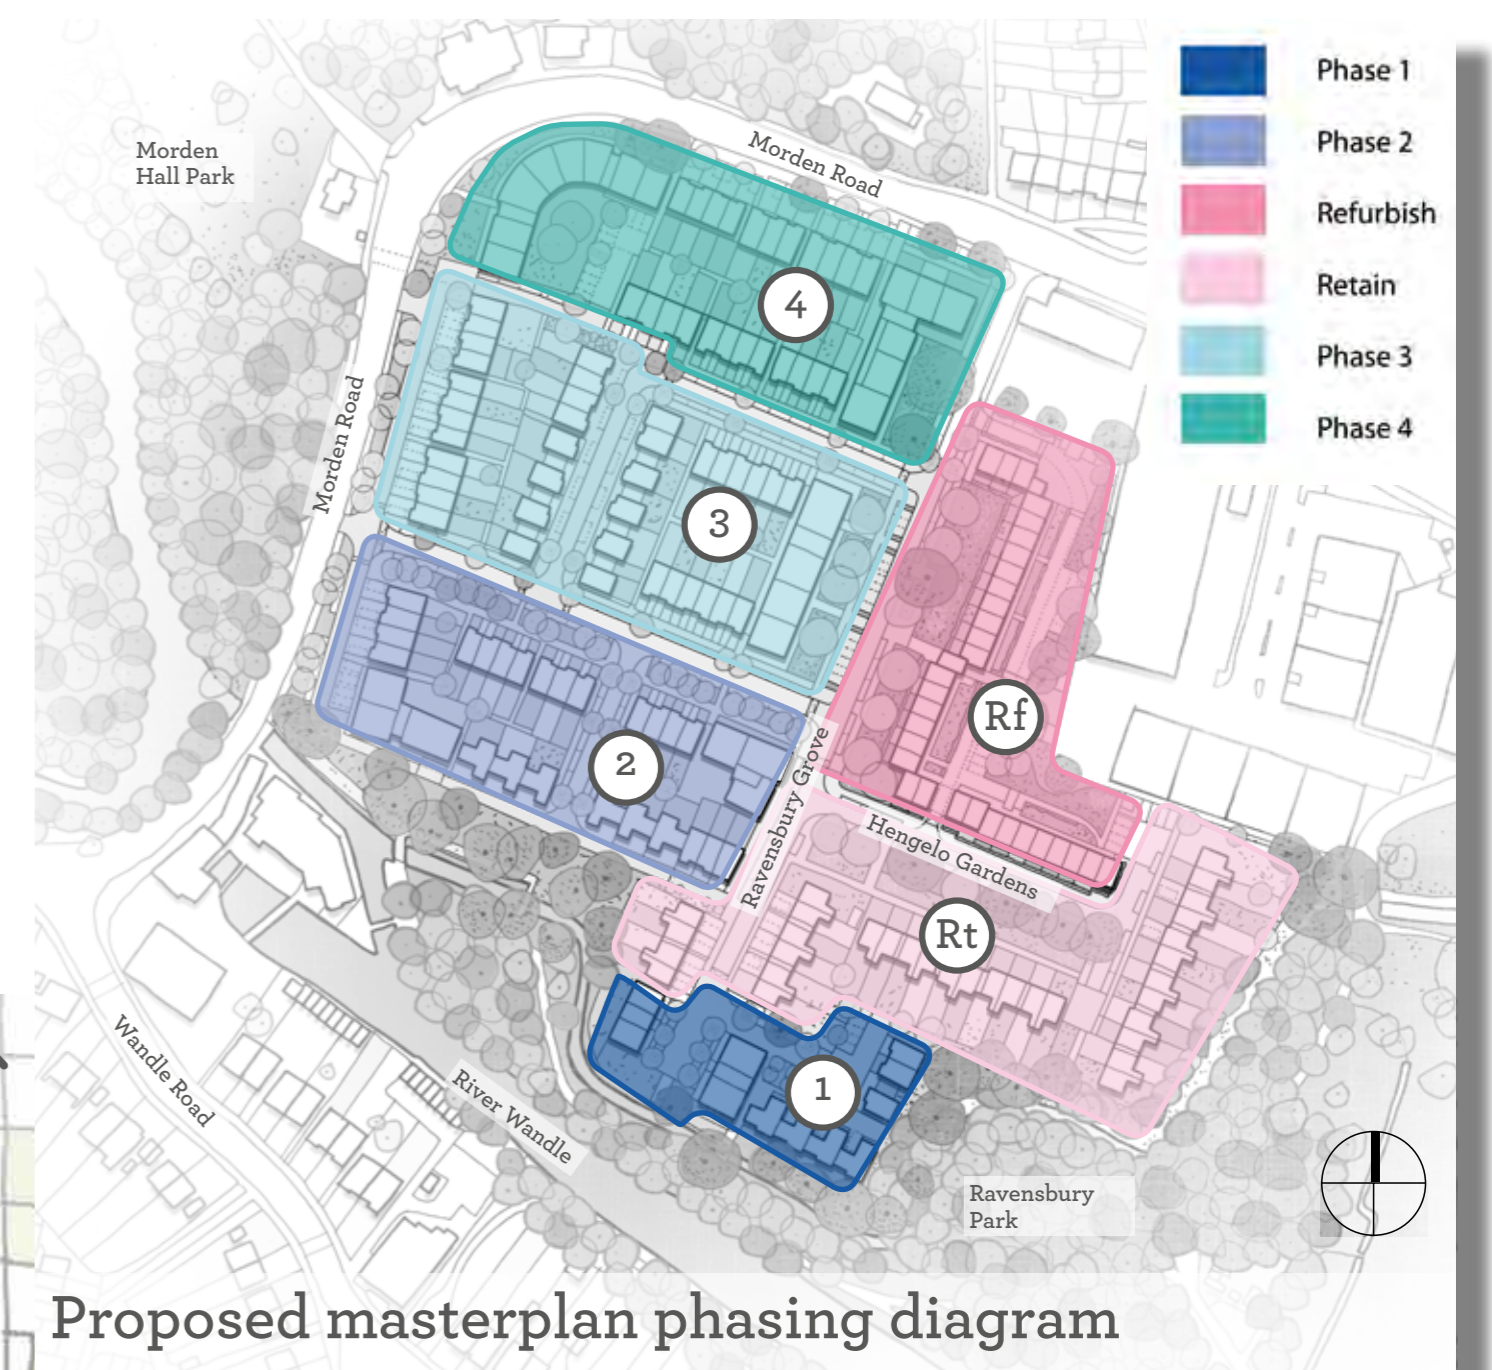 Phase 1
Phase 2
Refurbish
Retain
Phase 3
Phase 4
Morden
Hall Park
Morden Road
4
Morden Road
3
Rf
2
Ravensbury Grove
Hengelo Gardens
Rt
1
Wandle Road
River Wandle
Ravensbury
Park
Proposed masterplan phasing diagram